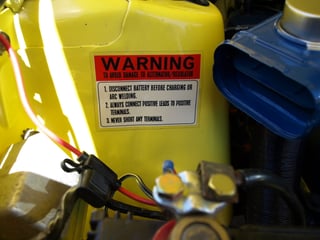 WARNING
TO AVOID DAMAGE TO ALTERNATOR/REGULATOR
1. DISCONNECT BATTERY BEFORE CHARGING OR
ARC WELDING.
2. ALWAYS CONNECT POSITIVE LEADS TO POSITIVE
TERMINALS.
3. NEVER SHORT ANY TERMINALS.